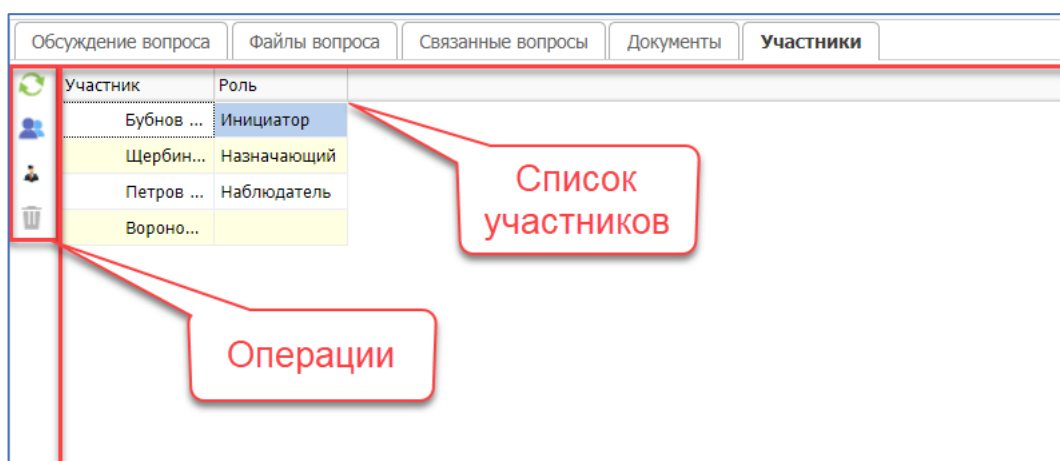 Обсуждение вопроса Файлы вопроса Связанные вопросы Документы Участники
Участник Роль
Бубнов ... Инициатор
Щербин... Назначающий
Петров ... Наблюдатель
Вороно...
Список
участников
Операции